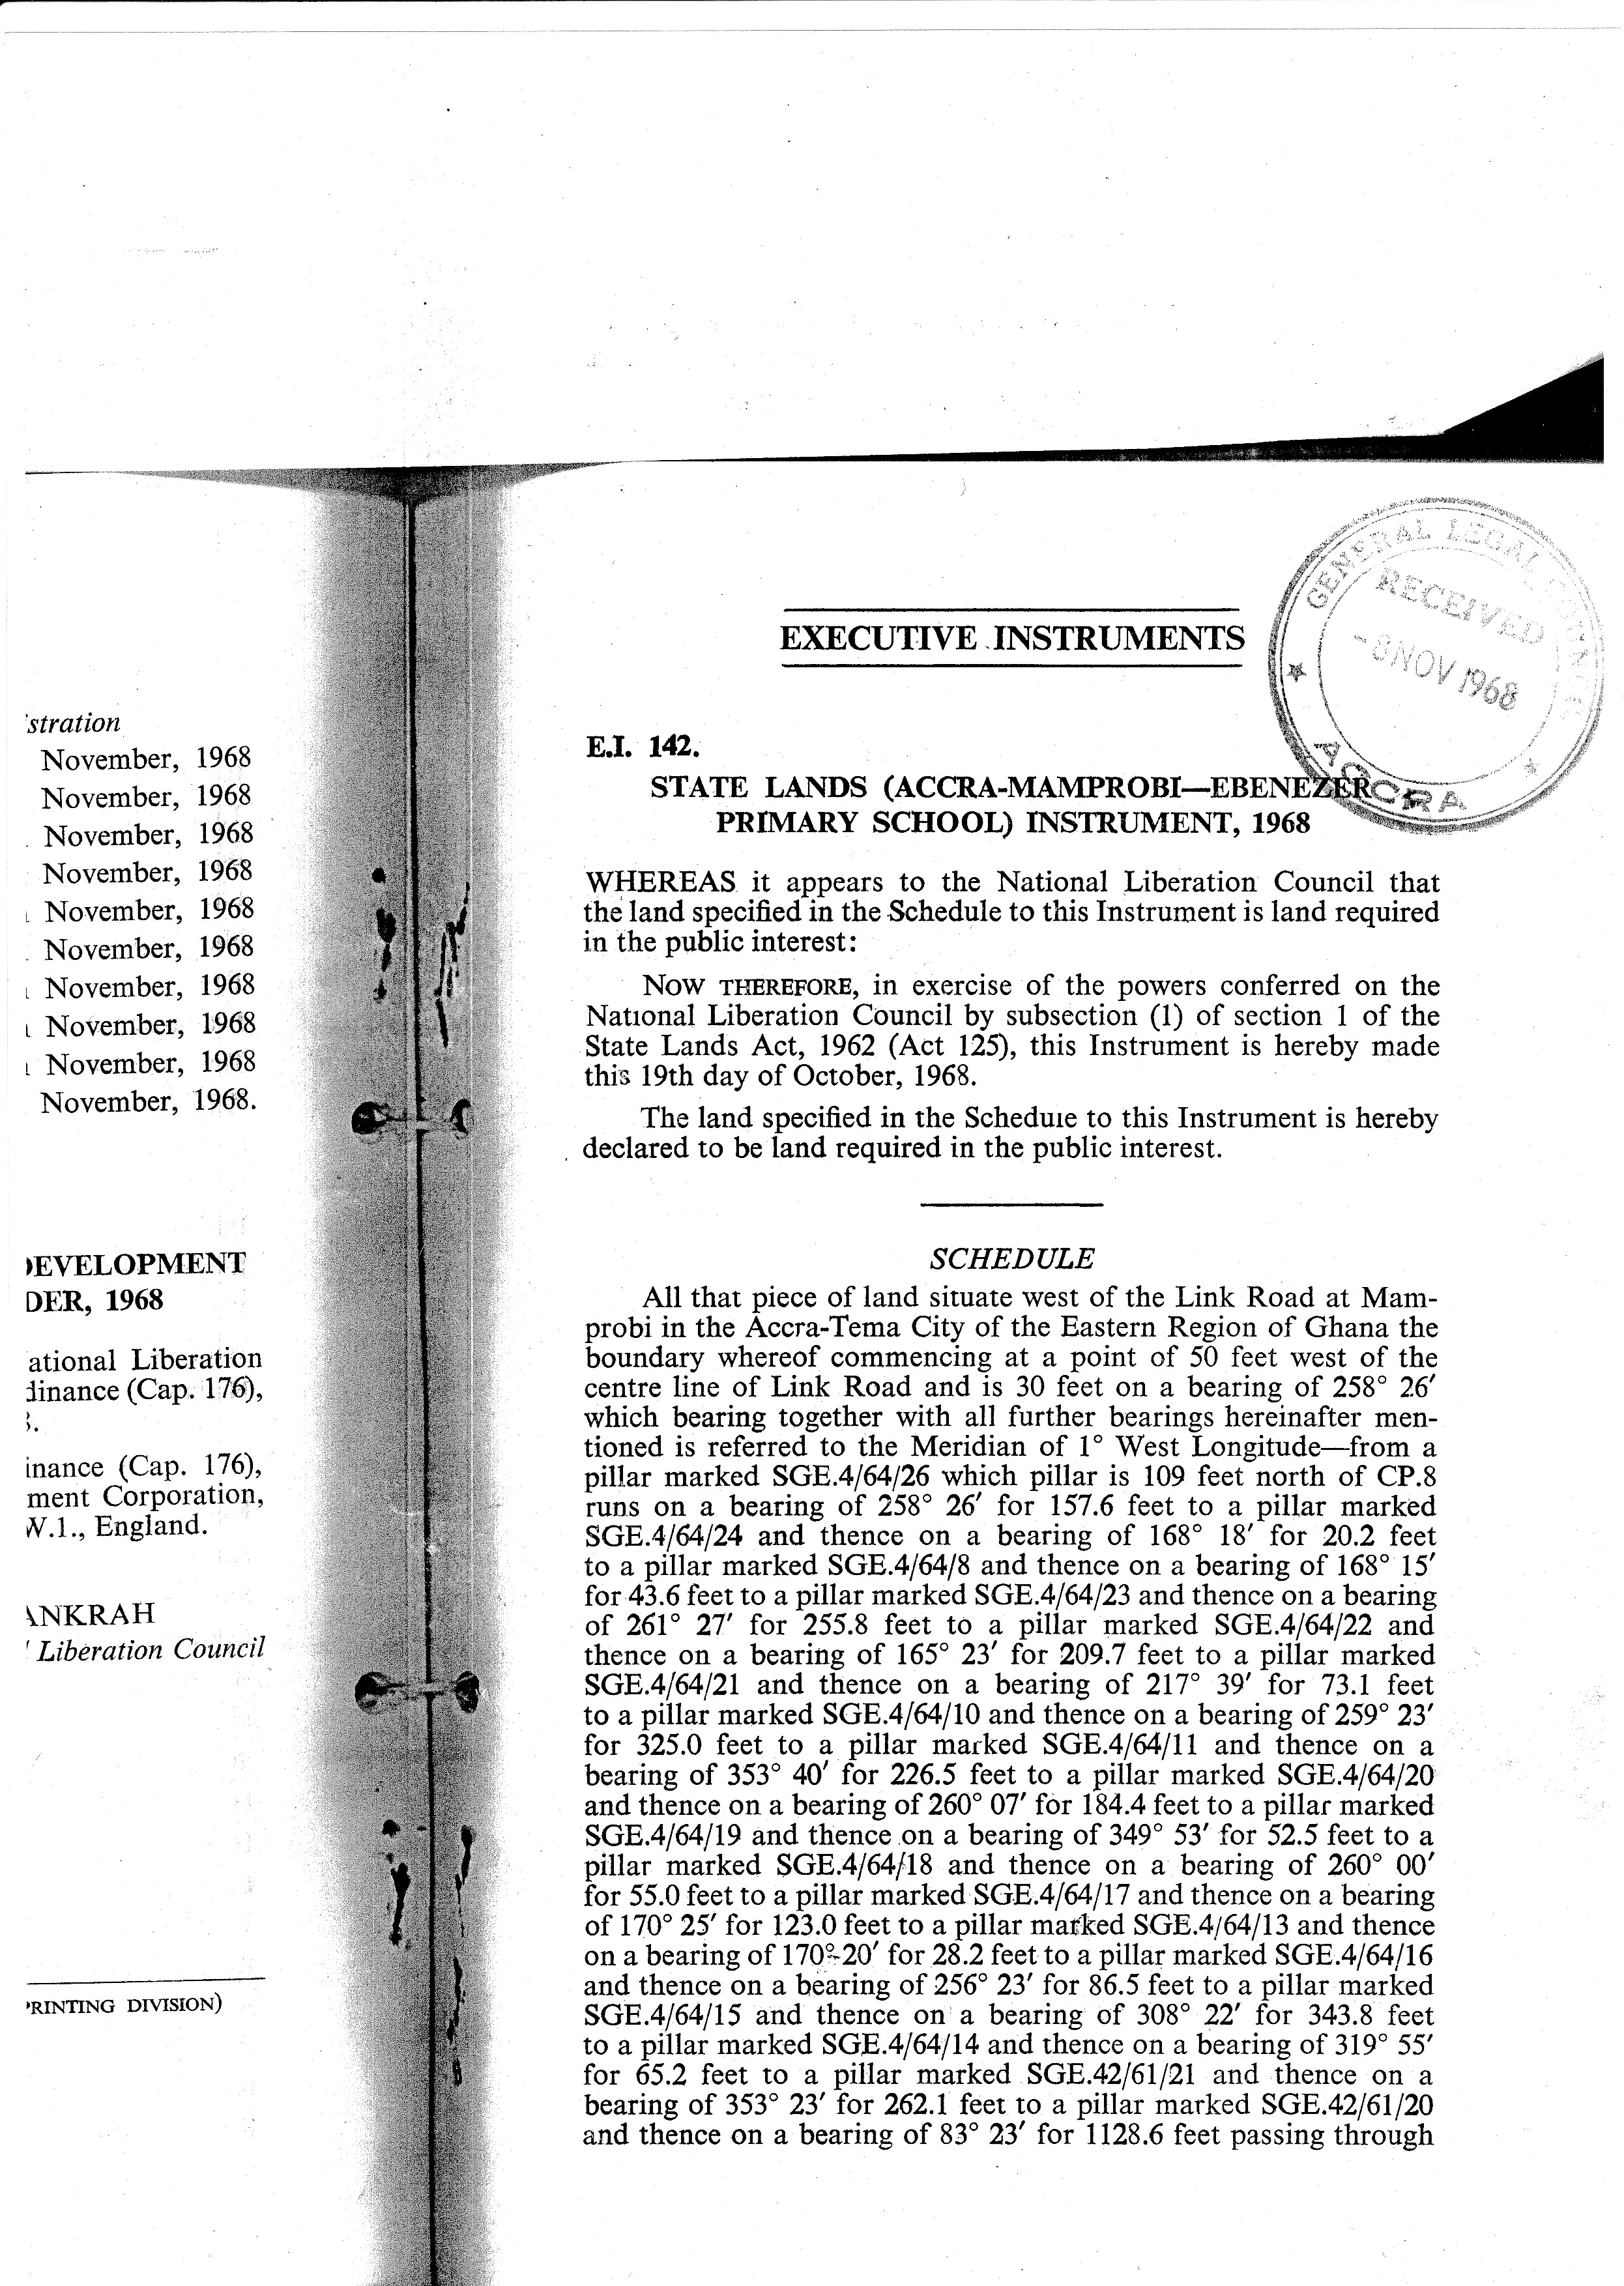 'stration
November, 1968
November, 1968
November, 1968
November, 1968
November, 1968
November, 1968
November, 1968
November, 1968
November, 1968
November, 1968.
EVELOPMENT
DER, 1968
ational Liberation
dinance (Cap. 176),
inance (Cap. 176),
ment Corporation,
W.1., England.
ANKRAH
Liberation Council
PRINTING DIVISION)
GENERAL LEGAL COUNCIL
RECEIVED
-8 NOV 1968
ACCRA
EXECUTIVE INSTRUMENTS
E.I. 142.
STATE LANDS (ACCRA-MAMPROBI—EBENEZER
PRIMARY SCHOOL) INSTRUMENT, 1968
WHEREAS it appears to the National Liberation Council that
the land specified in the Schedule to this Instrument is land required
in the public interest:
NOW THEREFORE, in exercise of the powers conferred on the
National Liberation Council by subsection (1) of section 1 of the
State Lands Act, 1962 (Act 125), this Instrument is hereby made
this 19th day of October, 1968.
The land specified in the Schedule to this Instrument is hereby
declared to be land required in the public interest.
SCHEDULE
All that piece of land situate west of the Link Road at Mam-
probi in the Accra-Tema City of the Eastern Region of Ghana the
boundary whereof commencing at a point of 50 feet west of the
centre line of Link Road and is 30 feet on a bearing of 258° 26′
which bearing together with all further bearings hereinafter men-
tioned is referred to the Meridian of 1° West Longitude—from a
pillar marked SGE.4/64/26 which pillar is 109 feet north of CP.8
runs on a bearing of 258° 26′ for 157.6 feet to a pillar marked
SGE.4/64/24 and thence on a bearing of 168° 18′ for 20.2 feet
to a pillar marked SGE.4/64/8 and thence on a bearing of 168° 15′
for 43.6 feet to a pillar marked SGE.4/64/23 and thence on a bearing
of 261° 27′ for 255.8 feet to a pillar marked SGE.4/64/22 and
thence on a bearing of 165° 23′ for 209.7 feet to a pillar marked
SGE.4/64/21 and thence on a bearing of 217° 39′ for 73.1 feet
to a pillar marked SGE.4/64/10 and thence on a bearing of 259° 23′
for 325.0 feet to a pillar marked SGE.4/64/11 and thence on a
bearing of 353° 40′ for 226.5 feet to a pillar marked SGE.4/64/20
and thence on a bearing of 260° 07′ for 184.4 feet to a pillar marked
SGE.4/64/19 and thence on a bearing of 349° 53′ for 52.5 feet to a
pillar marked SGE.4/64/18 and thence on a bearing of 260° 00′
for 55.0 feet to a pillar marked SGE.4/64/17 and thence on a bearing
of 170° 25′ for 123.0 feet to a pillar marked SGE.4/64/13 and thence
on a bearing of 170° 20′ for 28.2 feet to a pillar marked SGE.4/64/16
and thence on a bearing of 256° 23′ for 86.5 feet to a pillar marked
SGE.4/64/15 and thence on a bearing of 308° 22′ for 343.8 feet
to a pillar marked SGE.4/64/14 and thence on a bearing of 319° 55′
for 65.2 feet to a pillar marked SGE.42/61/21 and thence on a
bearing of 353° 23′ for 262.1 feet to a pillar marked SGE.42/61/20
and thence on a bearing of 83° 23′ for 1128.6 feet passing through